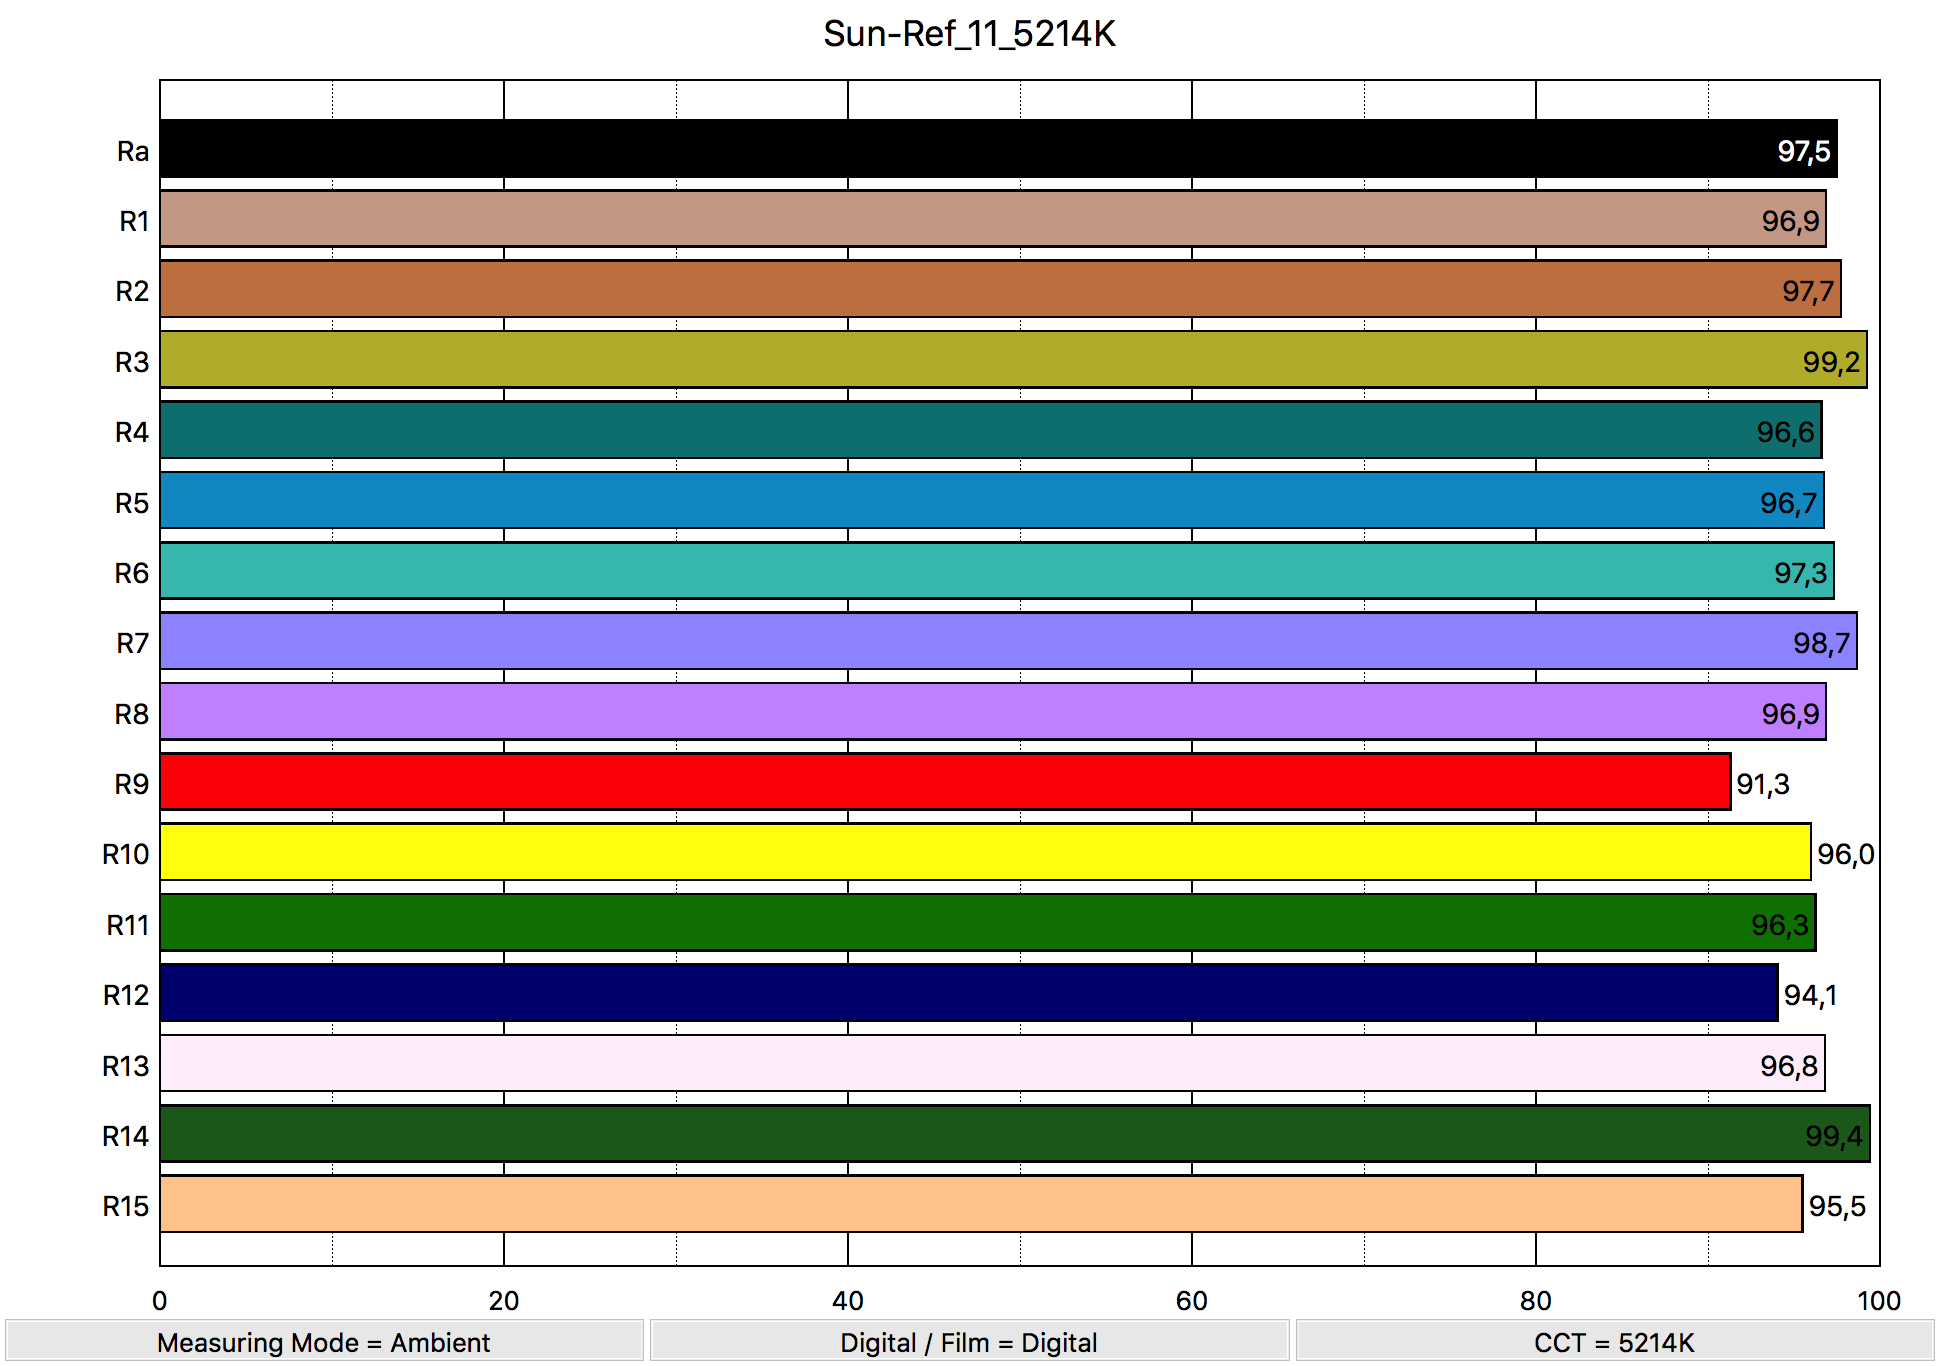 Sun-Ref_11_5214K
Ra 97,5
R1 96,9
R2 97,7
R3 99,2
R4 96,6
R5 96,7
R6 97,3
R7 98,7
R8 96,9
R9 91,3
R10 96,0
R11 96,3
R12 94,1
R13 96,8
R14 99,4
R15 95,5
0 20 40 60 80 100
Measuring Mode = Ambient Digital / Film = Digital CCT = 5214K